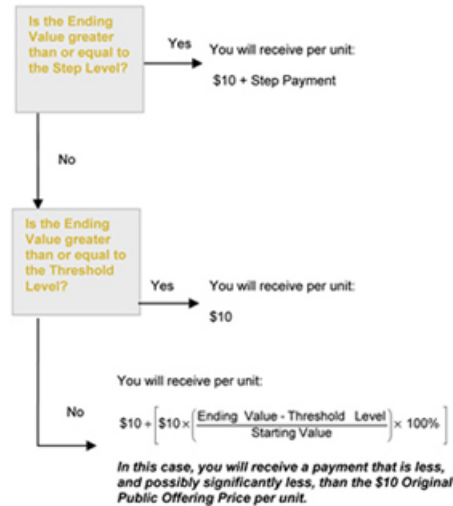 Is the Ending
Value greater
than or equal to
the Step Level?
Yes
You will receive per unit:
$10 + Step Payment
No
Is the Ending
Value greater
than or equal to
the Threshold
Level?
Yes
You will receive per unit:
$10
You will receive per unit:
No
$10 + [$10 × (Ending Value - Threshold Level / Starting Value) × 100%]
In this case, you will receive a payment that is less,
and possibly significantly less, than the $10 Original
Public Offering Price per unit.